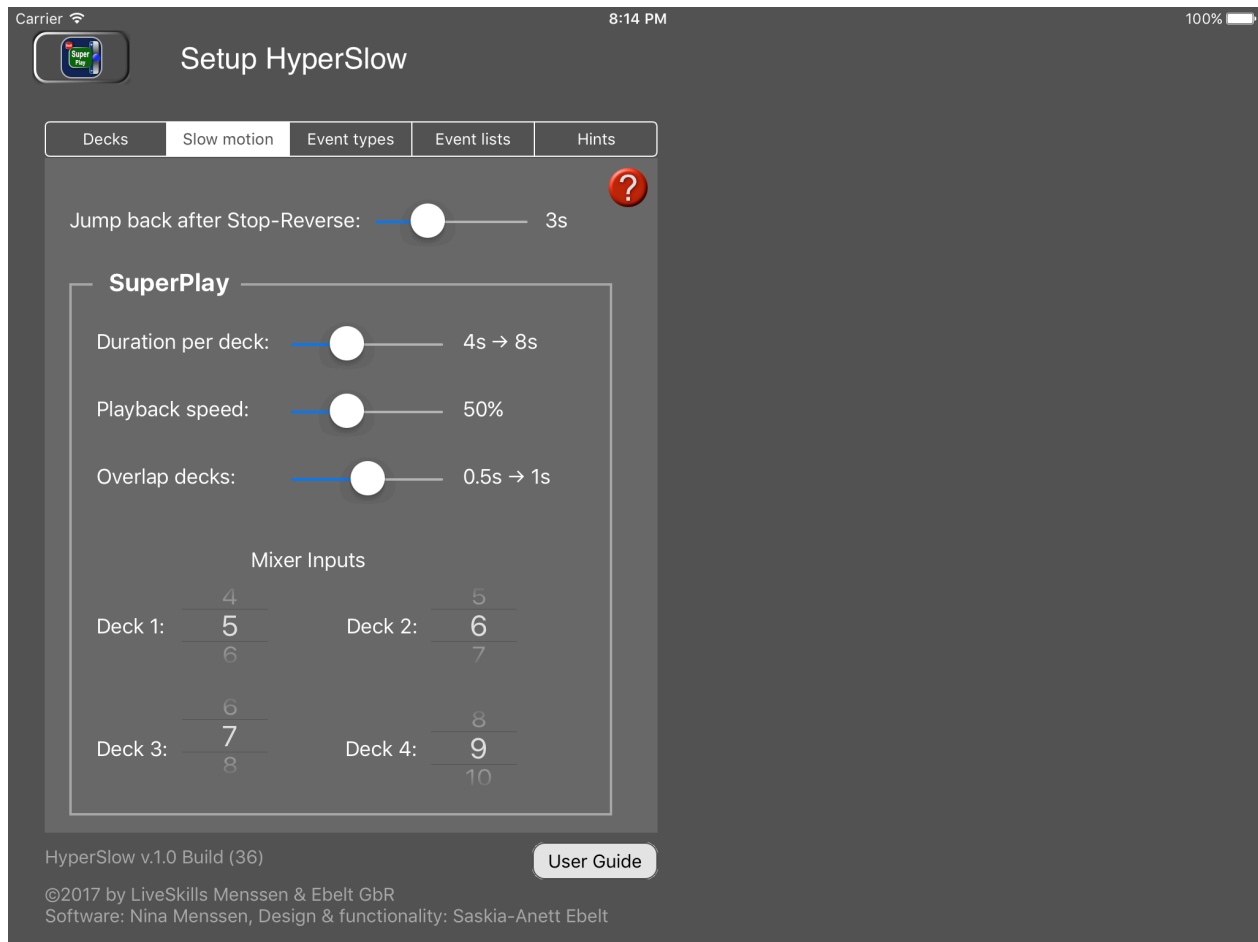 Carrier 8:14 PM 100%
Super
Play
Setup HyperSlow
Decks Slow motion Event types Event lists Hints
?
Jump back after Stop-Reverse: 3s
SuperPlay
Duration per deck: 4s → 8s
Playback speed: 50%
Overlap decks: 0.5s → 1s
Mixer Inputs
4 5
Deck 1: 5 Deck 2: 6
6 7
6 8
Deck 3: 7 Deck 4: 9
8 10
HyperSlow v.1.0 Build (36)
User Guide
©2017 by LiveSkills Menssen & Ebelt GbR
Software: Nina Menssen, Design & functionality: Saskia-Anett Ebelt